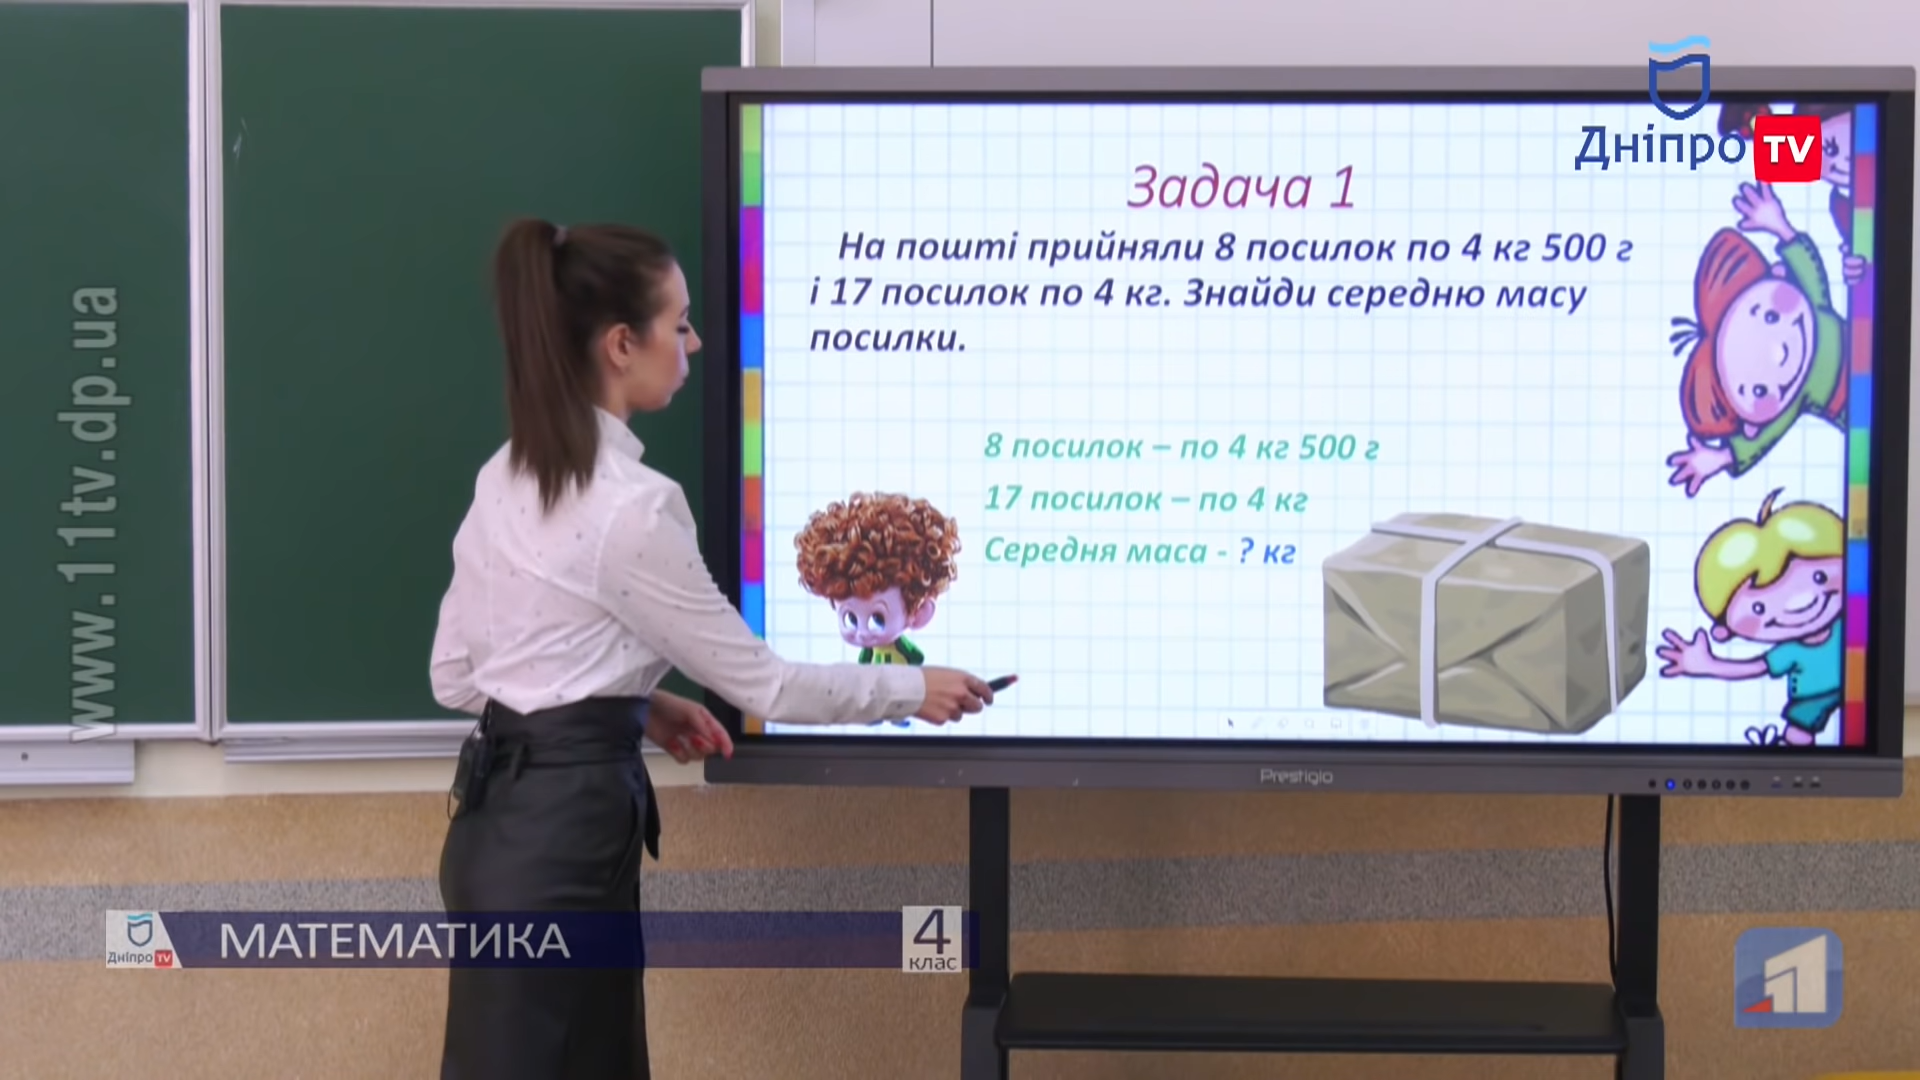 Дніпро TV
Задача 1
На пошті прийняли 8 посилок по 4 кг 500 г
і 17 посилок по 4 кг. Знайди середню масу
посилки.
8 посилок – по 4 кг 500 г
17 посилок – по 4 кг
Середня маса - ? кг
www.11tv.dp.ua
Prestigio
Дніпро TV
МАТЕМАТИКА
4
клас
11